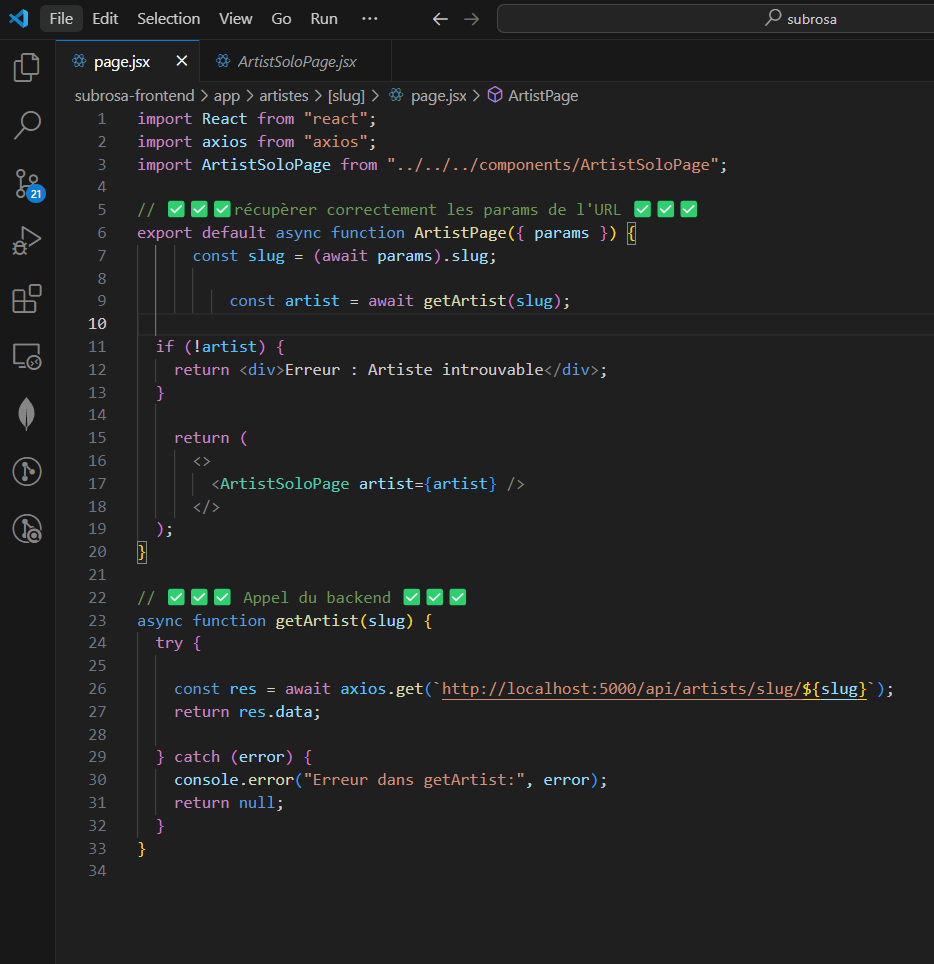 File Edit Selection View Go Run ··· ← → subrosa
page.jsx × ArtistSoloPage.jsx
subrosa-frontend > app > artistes > [slug] > page.jsx > ArtistPage
1 import React from "react";
2 import axios from "axios";
3 import ArtistSoloPage from "../../../components/ArtistSoloPage";
4
5 // ✅✅✅récupèrer correctement les params de l'URL ✅✅✅
6 export default async function ArtistPage({ params }) {
7 const slug = (await params).slug;
8
9 const artist = await getArtist(slug);
10
11 if (!artist) {
12 return <div>Erreur : Artiste introuvable</div>;
13 }
14
15 return (
16 <>
17 <ArtistSoloPage artist={artist} />
18 </>
19 );
20 }
21
22 // ✅✅✅ Appel du backend ✅✅✅
23 async function getArtist(slug) {
24 try {
25
26 const res = await axios.get(`http://localhost:5000/api/artists/slug/${slug}`);
27 return res.data;
28
29 } catch (error) {
30 console.error("Erreur dans getArtist:", error);
31 return null;
32 }
33 }
34
21